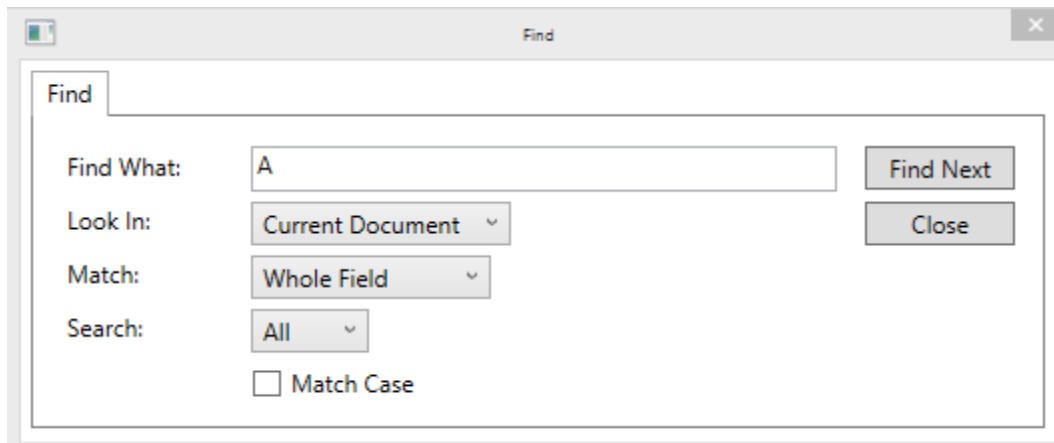 Find
Find
Find What: A Find Next
Look In: Current Document Close
Match: Whole Field
Search: All
Match Case